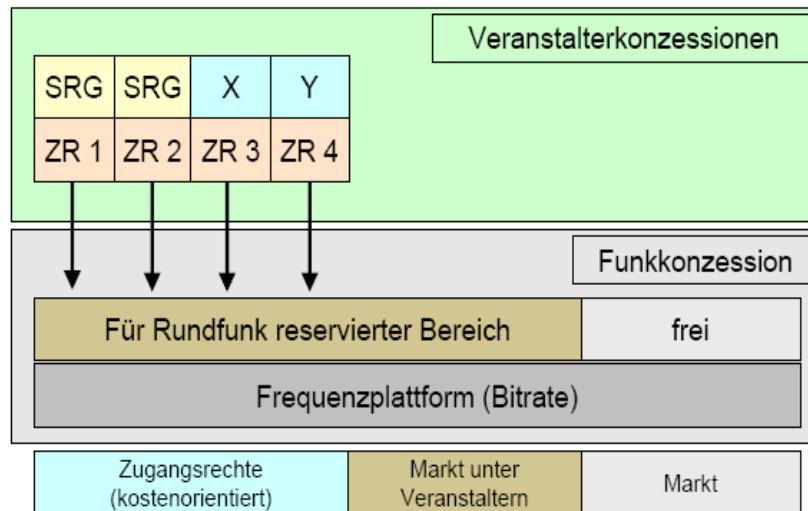 Veranstalterkonzessionen
SRG SRG X Y
ZR 1 ZR 2 ZR 3 ZR 4
Funkkonzession
Für Rundfunk reservierter Bereich frei
Frequenzplattform (Bitrate)
Zugangsrechte
(kostenorientiert)
Markt unter
Veranstaltern
Markt